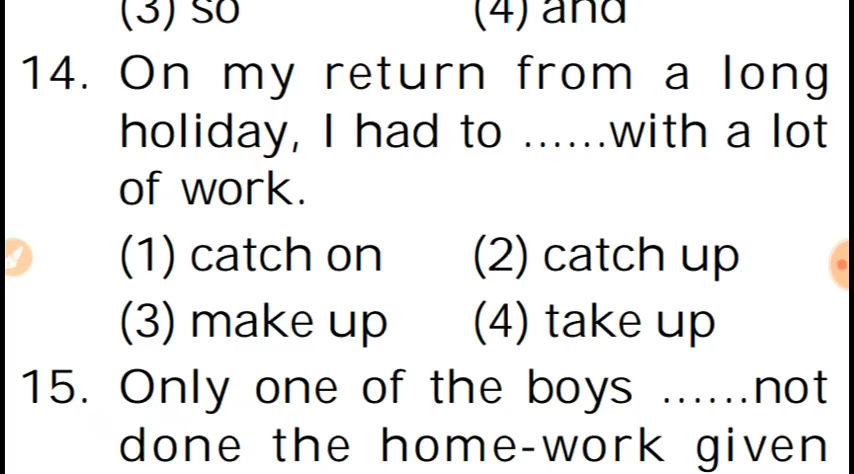 (3) so (4) and
14. On my return from a long
holiday, I had to ......with a lot
of work.
(1) catch on (2) catch up
(3) make up (4) take up
15. Only one of the boys ......not
done the home-work given